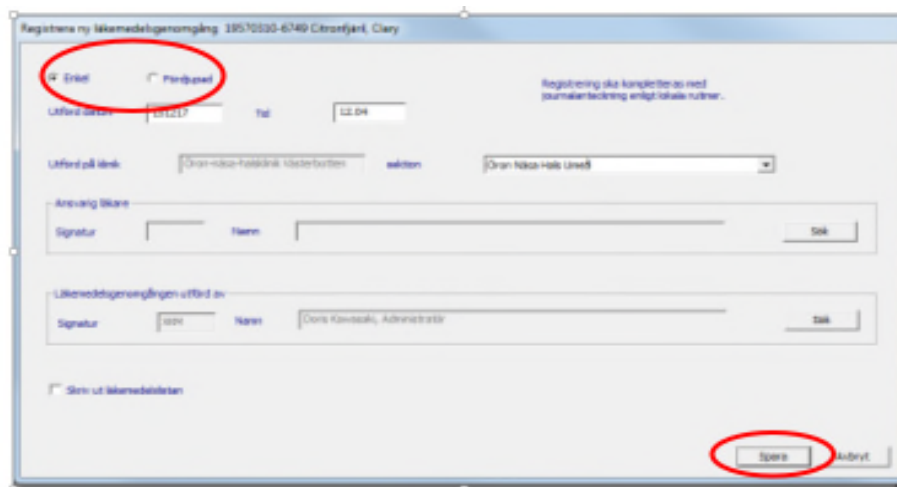 Registrera ny läkemedelsgenomgång 19570310-6749 Citronfjäril, Clary
Enkel Fördjupad
Registrering ska kompletteras med
journalanteckning enligt lokala rutiner.
Utförd datum 151217 Tid 12.04
Utförd på klinik Öron-näsa-halsklinik Västerbotten sektion Öron Näsa Hals Umeå
Ansvarig läkare
Signatur Namn Sök
Läkemedelsgenomgången utförd av
Signatur Namn Doris Kawasaki, Administratör Sök
Skriv ut läkemedelslistan
Spara Avbryt